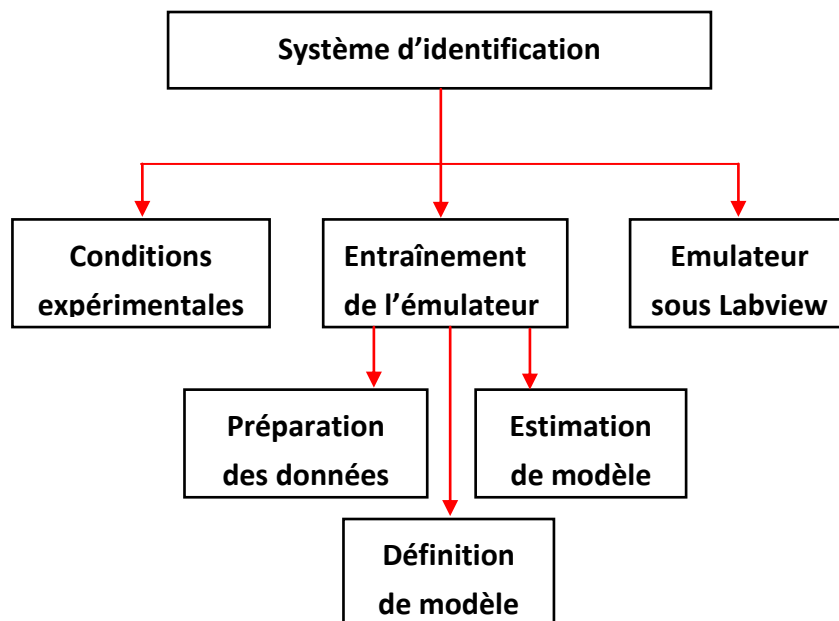 Système d’identification
Conditions
expérimentales
Entraînement
de l’émulateur
Emulateur
sous Labview
Préparation
des données
Estimation
de modèle
Définition
de modèle